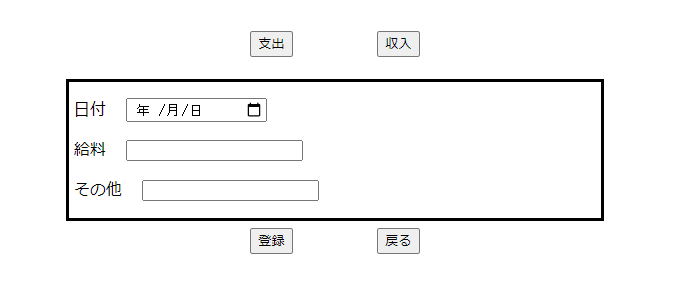 支出 収入
日付 年 /月/日
給料
その他
登録 戻る